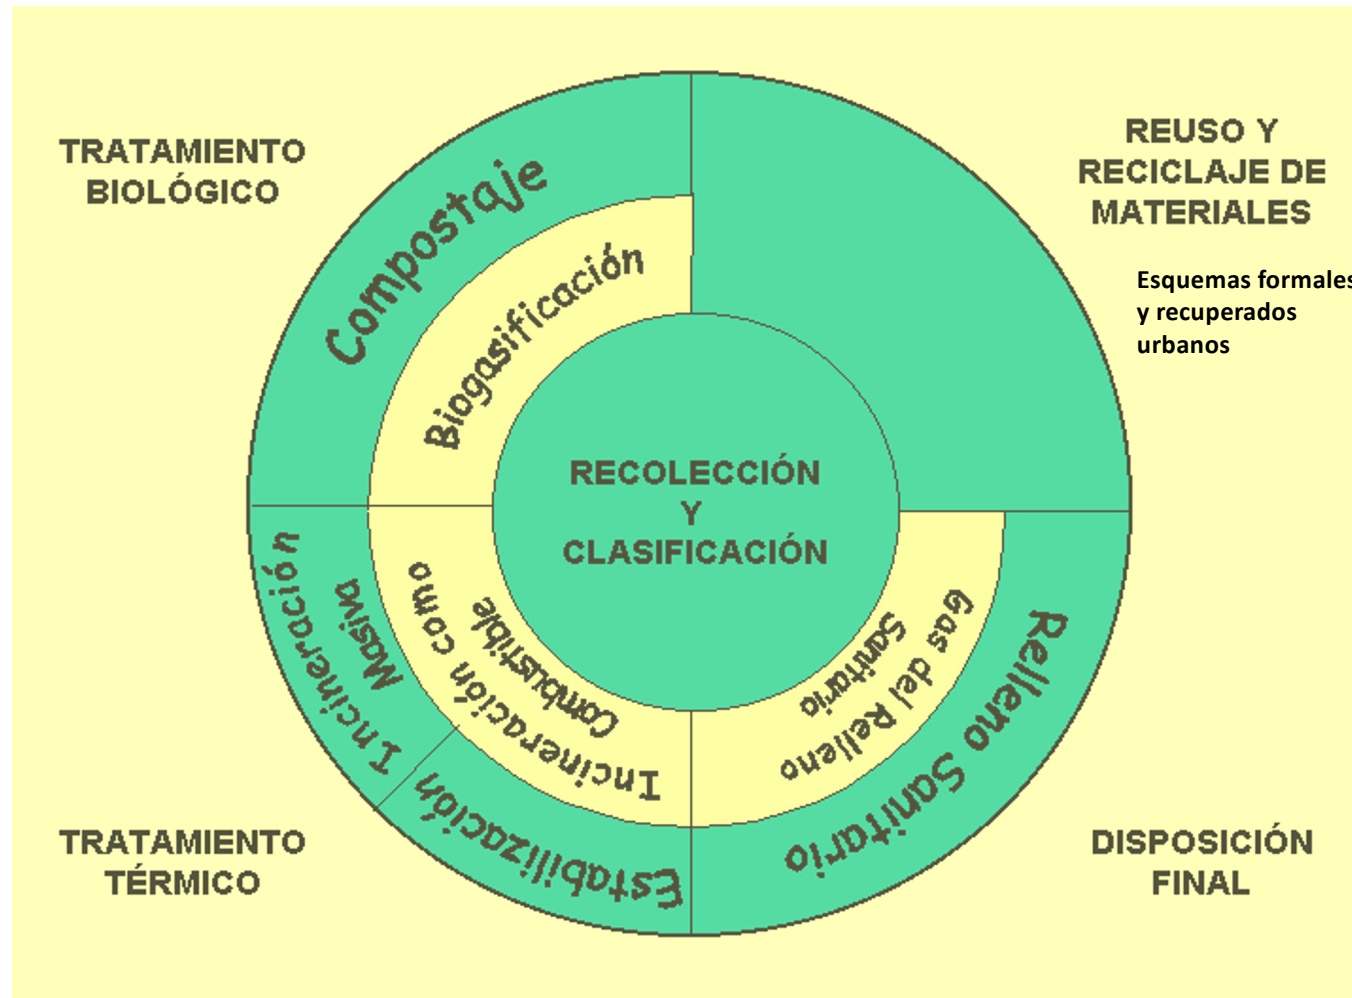 TRATAMIENTO
BIOLÓGICO
REUSO Y
RECICLAJE DE
MATERIALES
Esquemas formales
y recuperados
urbanos
Compostaje
Biogasificación
RECOLECCIÓN
Y
CLASIFICACIÓN
Incineración
Masiva
Incineración como
Combustible
Estabilización
Gas del Relleno
Sanitario
Relleno Sanitario
TRATAMIENTO
TÉRMICO
DISPOSICIÓN
FINAL